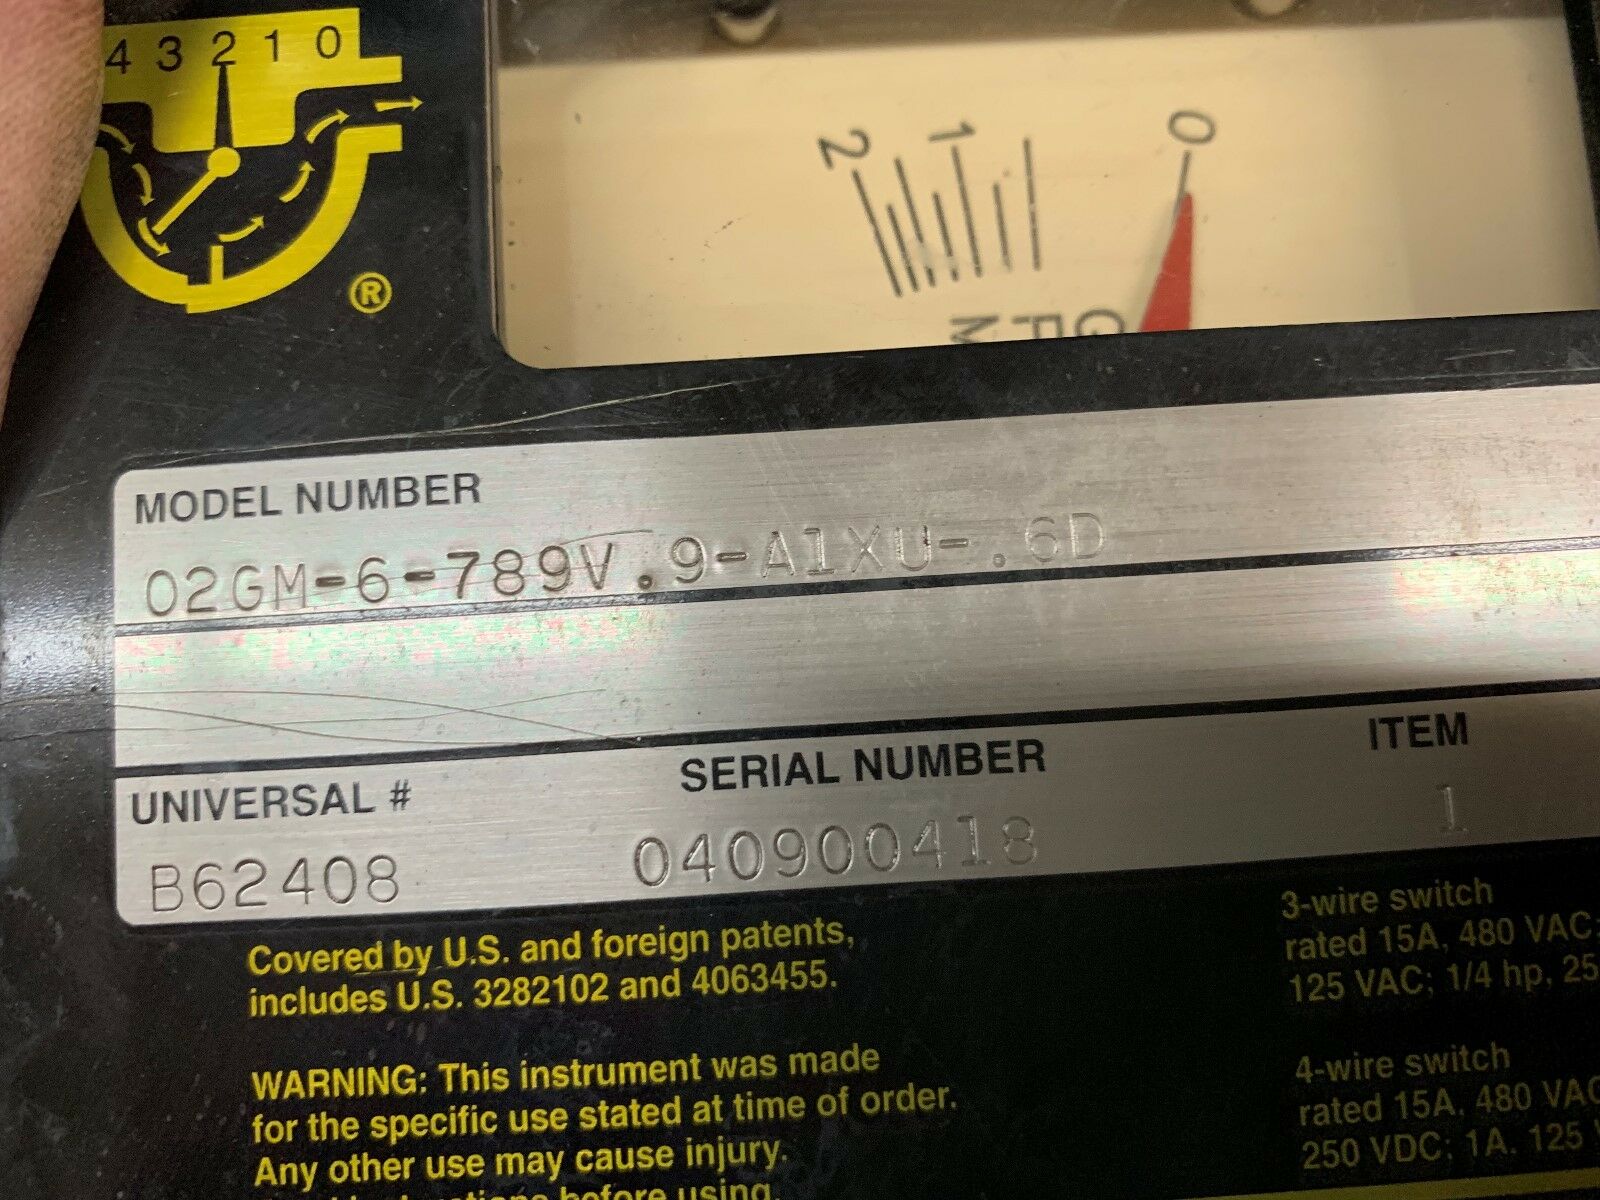 4 3 2 1 0
®
2 1 0
GPM
MODEL NUMBER
02GM-6-789V.9-A1XU-.6D
UNIVERSAL # SERIAL NUMBER ITEM
B62408 040900418 1
Covered by U.S. and foreign patents,
includes U.S. 3282102 and 4063455.
WARNING: This instrument was made
for the specific use stated at time of order.
Any other use may cause injury.
before using.
3-wire switch
rated 15A, 480 VAC;
125 VAC; 1/4 hp, 25
4-wire switch
rated 15A, 480 VAC
250 VDC; 1A, 125